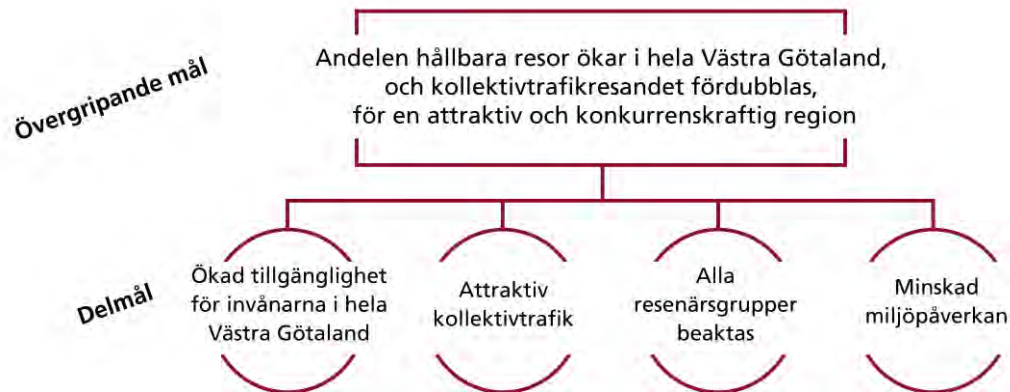 Övergripande mål
Andelen hållbara resor ökar i hela Västra Götaland,
och kollektivtrafikresandet fördubblas,
för en attraktiv och konkurrenskraftig region
Delmål
Ökad tillgänglighet
för invånarna i hela
Västra Götaland
Attraktiv
kollektivtrafik
Alla
resenärsgrupper
beaktas
Minskad
miljöpåverkan